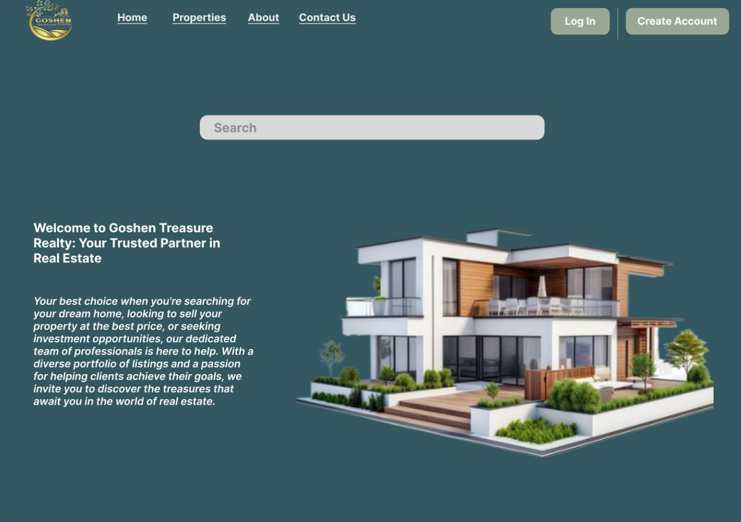 GOSHEN
Home Properties About Contact Us
Log In
Create Account
Search
Welcome to Goshen Treasure
Realty: Your Trusted Partner in
Real Estate
Your best choice when you're searching for
your dream home, looking to sell your
property at the best price, or seeking
investment opportunities, our dedicated
team of professionals is here to help. With a
diverse portfolio of listings and a passion
for helping clients achieve their goals, we
invite you to discover the treasures that
await you in the world of real estate.